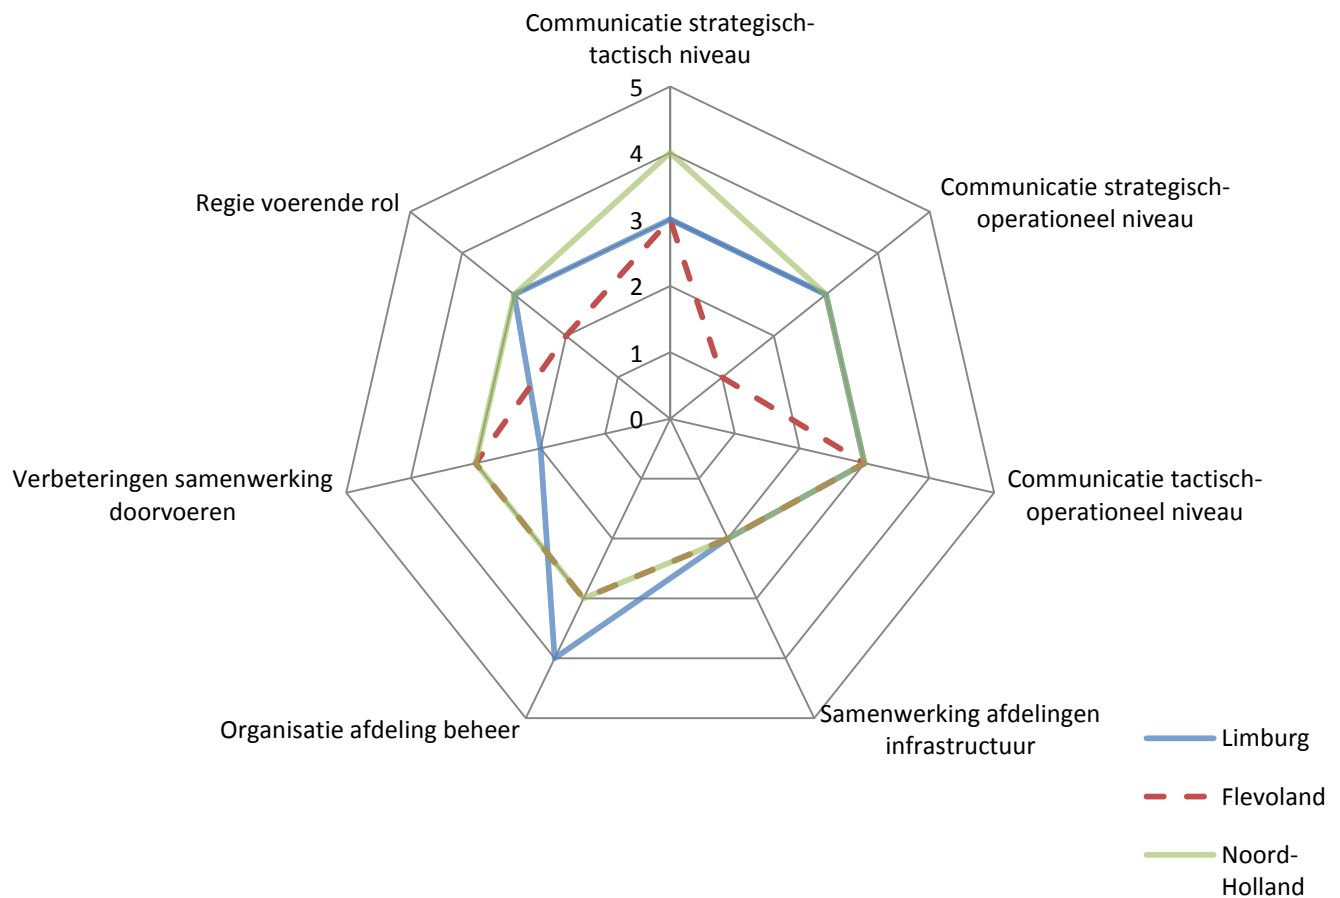 Communicatie strategisch-
tactisch niveau
5
4
3
2
1
0
Communicatie strategisch-
operationeel niveau
Communicatie tactisch-
operationeel niveau
Samenwerking afdelingen
infrastructuur
Organisatie afdeling beheer
Verbeteringen samenwerking
doorvoeren
Regie voerende rol
Limburg
Flevoland
Noord-
Holland